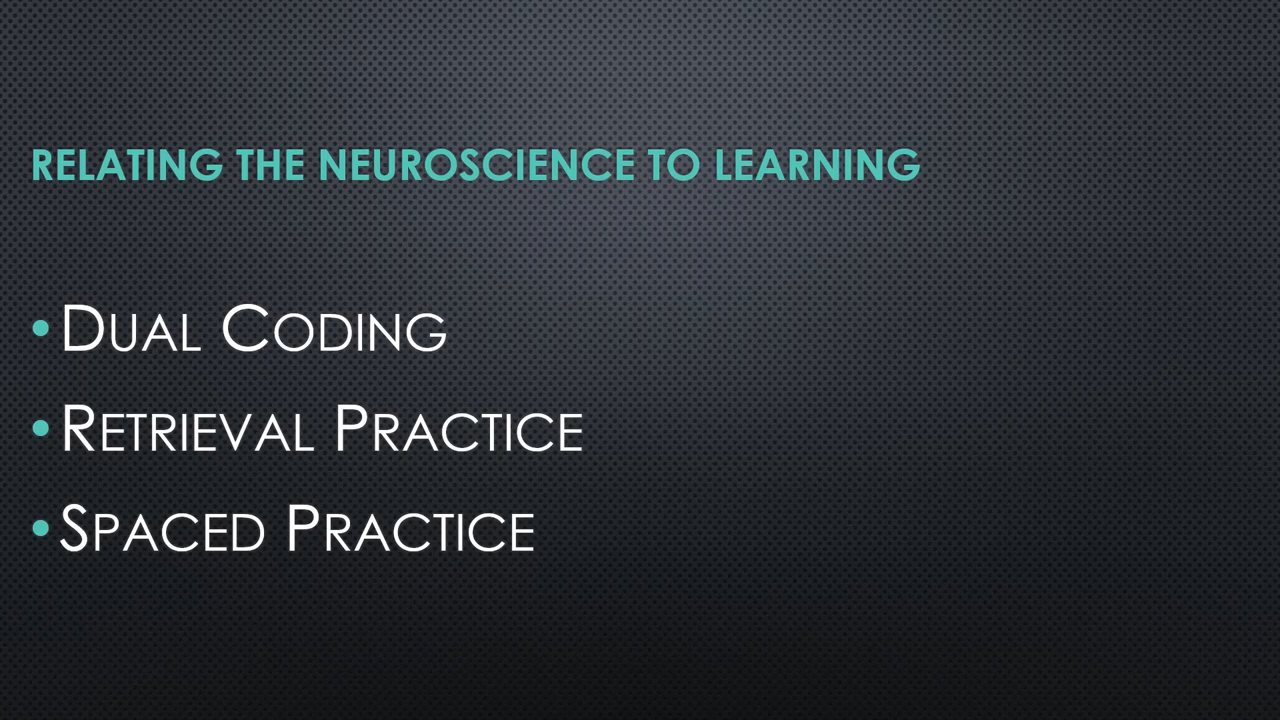 RELATING THE NEUROSCIENCE TO LEARNING
• DUAL CODING
• RETRIEVAL PRACTICE
• SPACED PRACTICE